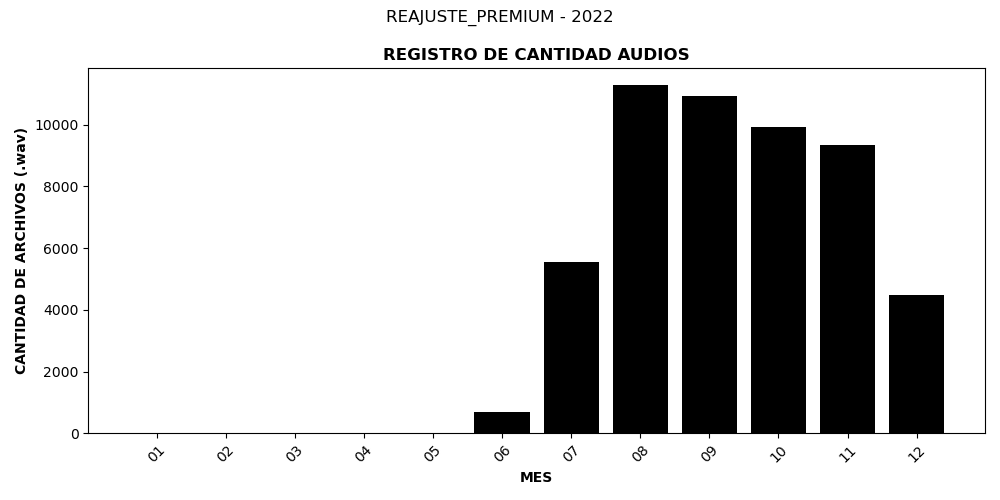 REAJUSTE_PREMIUM - 2022
REGISTRO DE CANTIDAD AUDIOS
CANTIDAD DE ARCHIVOS (.wav)
10000
8000
6000
4000
2000
0
01 02 03 04 05 06 07 08 09 10 11 12
MES